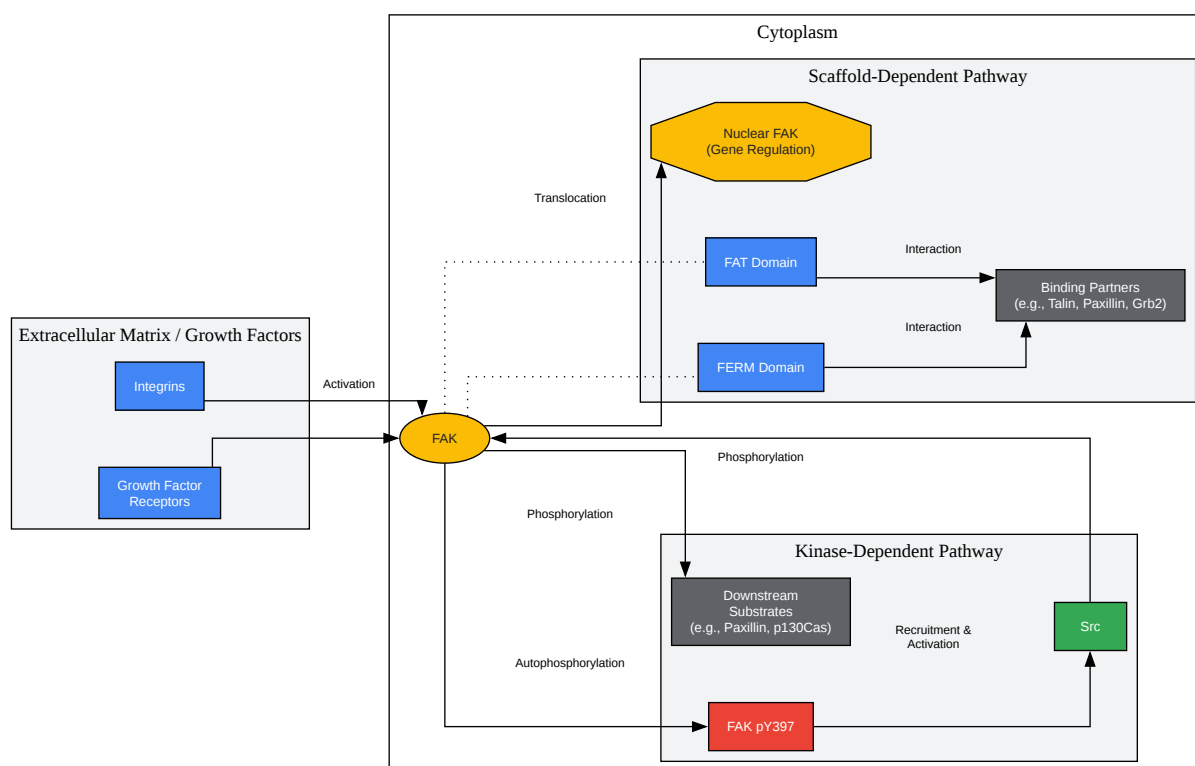 Cytoplasm
Scaffold-Dependent Pathway
Nuclear FAK
(Gene Regulation)
Translocation
FAT Domain
Interaction
Binding Partners
(e.g., Talin, Paxillin, Grb2)
Interaction
FERM Domain
Extracellular Matrix / Growth Factors
Integrins
Activation
FAK
Growth Factor
Receptors
Phosphorylation
Phosphorylation
Kinase-Dependent Pathway
Downstream
Substrates
(e.g., Paxillin, p130Cas)
Recruitment &
Activation
Src
Autophosphorylation
FAK pY397